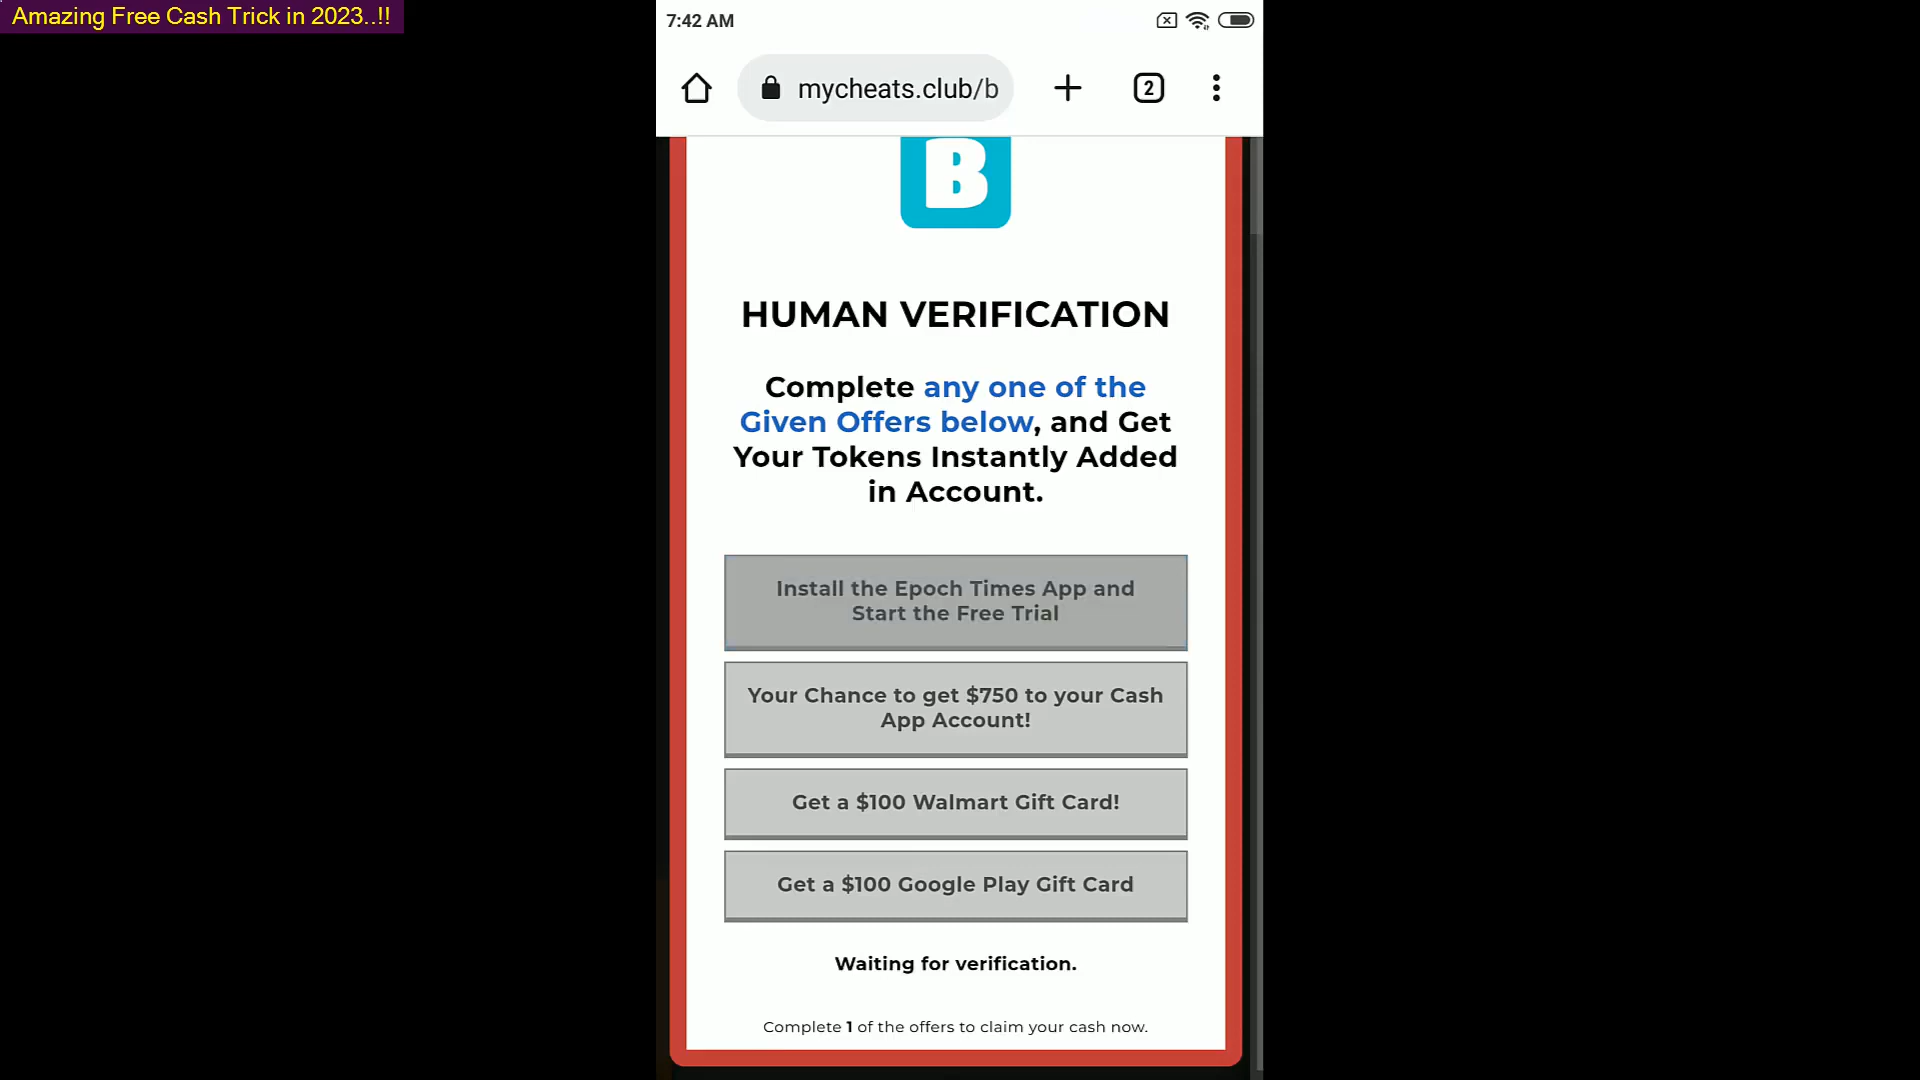 Amazing Free Cash Trick in 2023..!!
7:42 AM
mycheats.club/b
2
B
HUMAN VERIFICATION
Complete any one of the
Given Offers below, and Get
Your Tokens Instantly Added
in Account.
Install the Epoch Times App and
Start the Free Trial
Your Chance to get $750 to your Cash
App Account!
Get a $100 Walmart Gift Card!
Get a $100 Google Play Gift Card
Waiting for verification.
Complete 1 of the offers to claim your cash now.